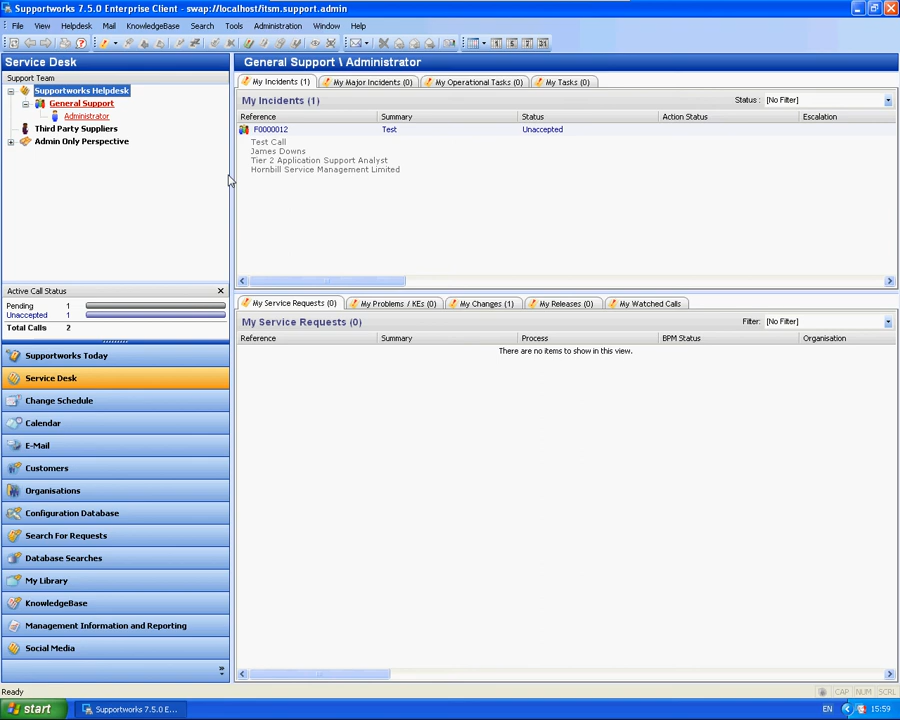 Supportworks 7.5.0 Enterprise Client - swap://localhost/itsm.support.admin
File View Helpdesk Mail KnowledgeBase Search Tools Administration Window Help
Service Desk
Support Team
Supportworks Helpdesk
General Support
Administrator
Third Party Suppliers
Admin Only Perspective
Active Call Status
Pending 1
Unaccepted 1
Total Calls 2
Supportworks Today
Service Desk
Change Schedule
Calendar
E-Mail
Customers
Organisations
Configuration Database
Search For Requests
Database Searches
My Library
KnowledgeBase
Management Information and Reporting
Social Media
General Support \ Administrator
My Incidents (1) My Major Incidents (0) My Operational Tasks (0) My Tasks (0)
My Incidents (1) Status : [No Filter]
Reference Summary Status Action Status Escalation
F0000012 Test Unaccepted
Test Call
James Downs
Tier 2 Application Support Analyst
Hornbill Service Management Limited
My Service Requests (0) My Problems / KEs (0) My Changes (1) My Releases (0) My Watched Calls
My Service Requests (0) Filter: [No Filter]
Reference Summary Process BPM Status Organisation
There are no items to show in this view.
Ready CAP NUM SCRL
start Supportworks 7.5.0 E... EN 15:59